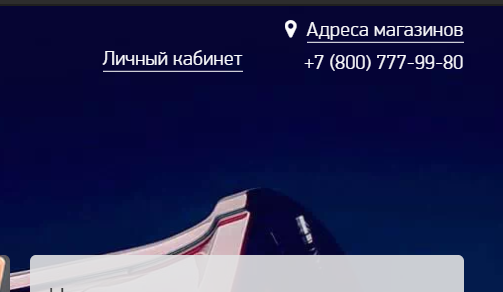 Адреса магазинов
Личный кабинет
+7 (800) 777-99-80